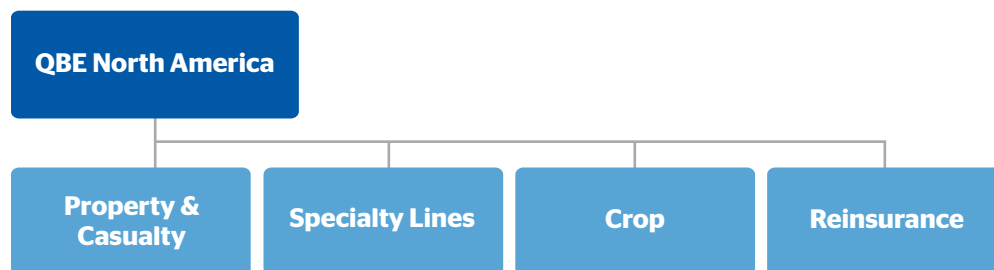 QBE North America
Property &
Casualty
Specialty Lines
Crop
Reinsurance